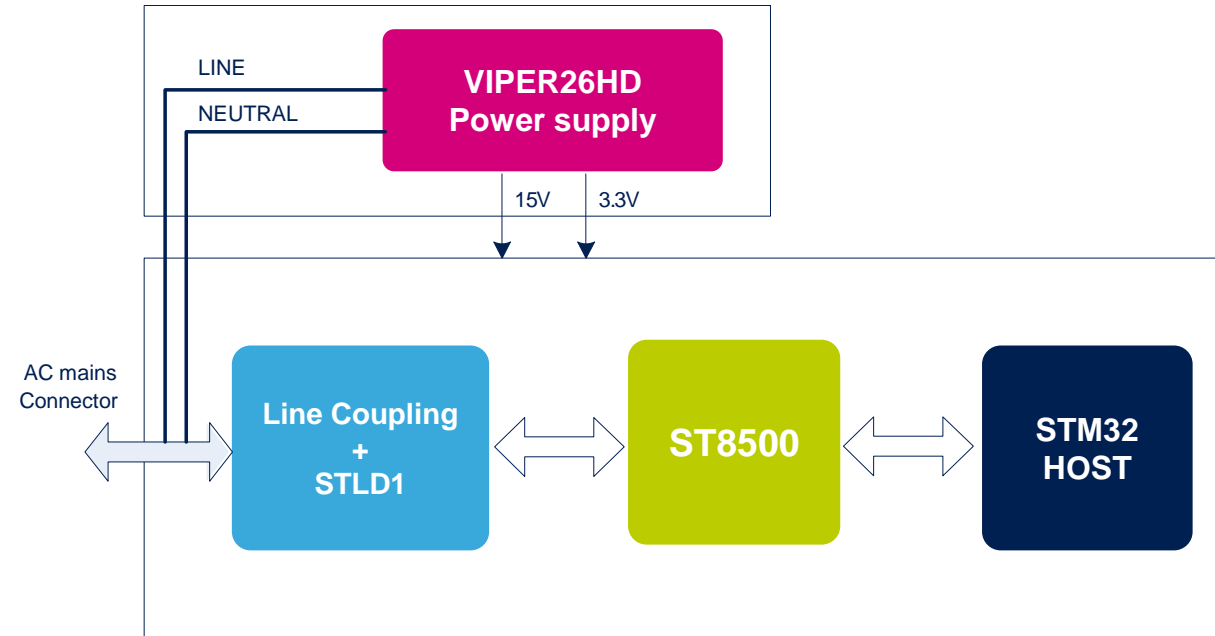 LINE
NEUTRAL
VIPER26HD
Power supply
15V
3.3V
AC mains
Connector
Line Coupling
+
STLD1
ST8500
STM32
HOST